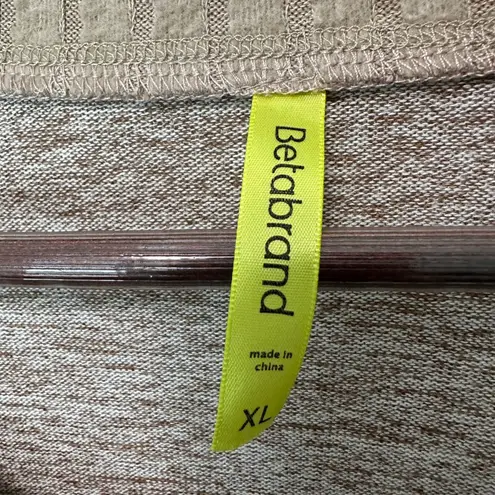 Betabrand
made in
china
XL